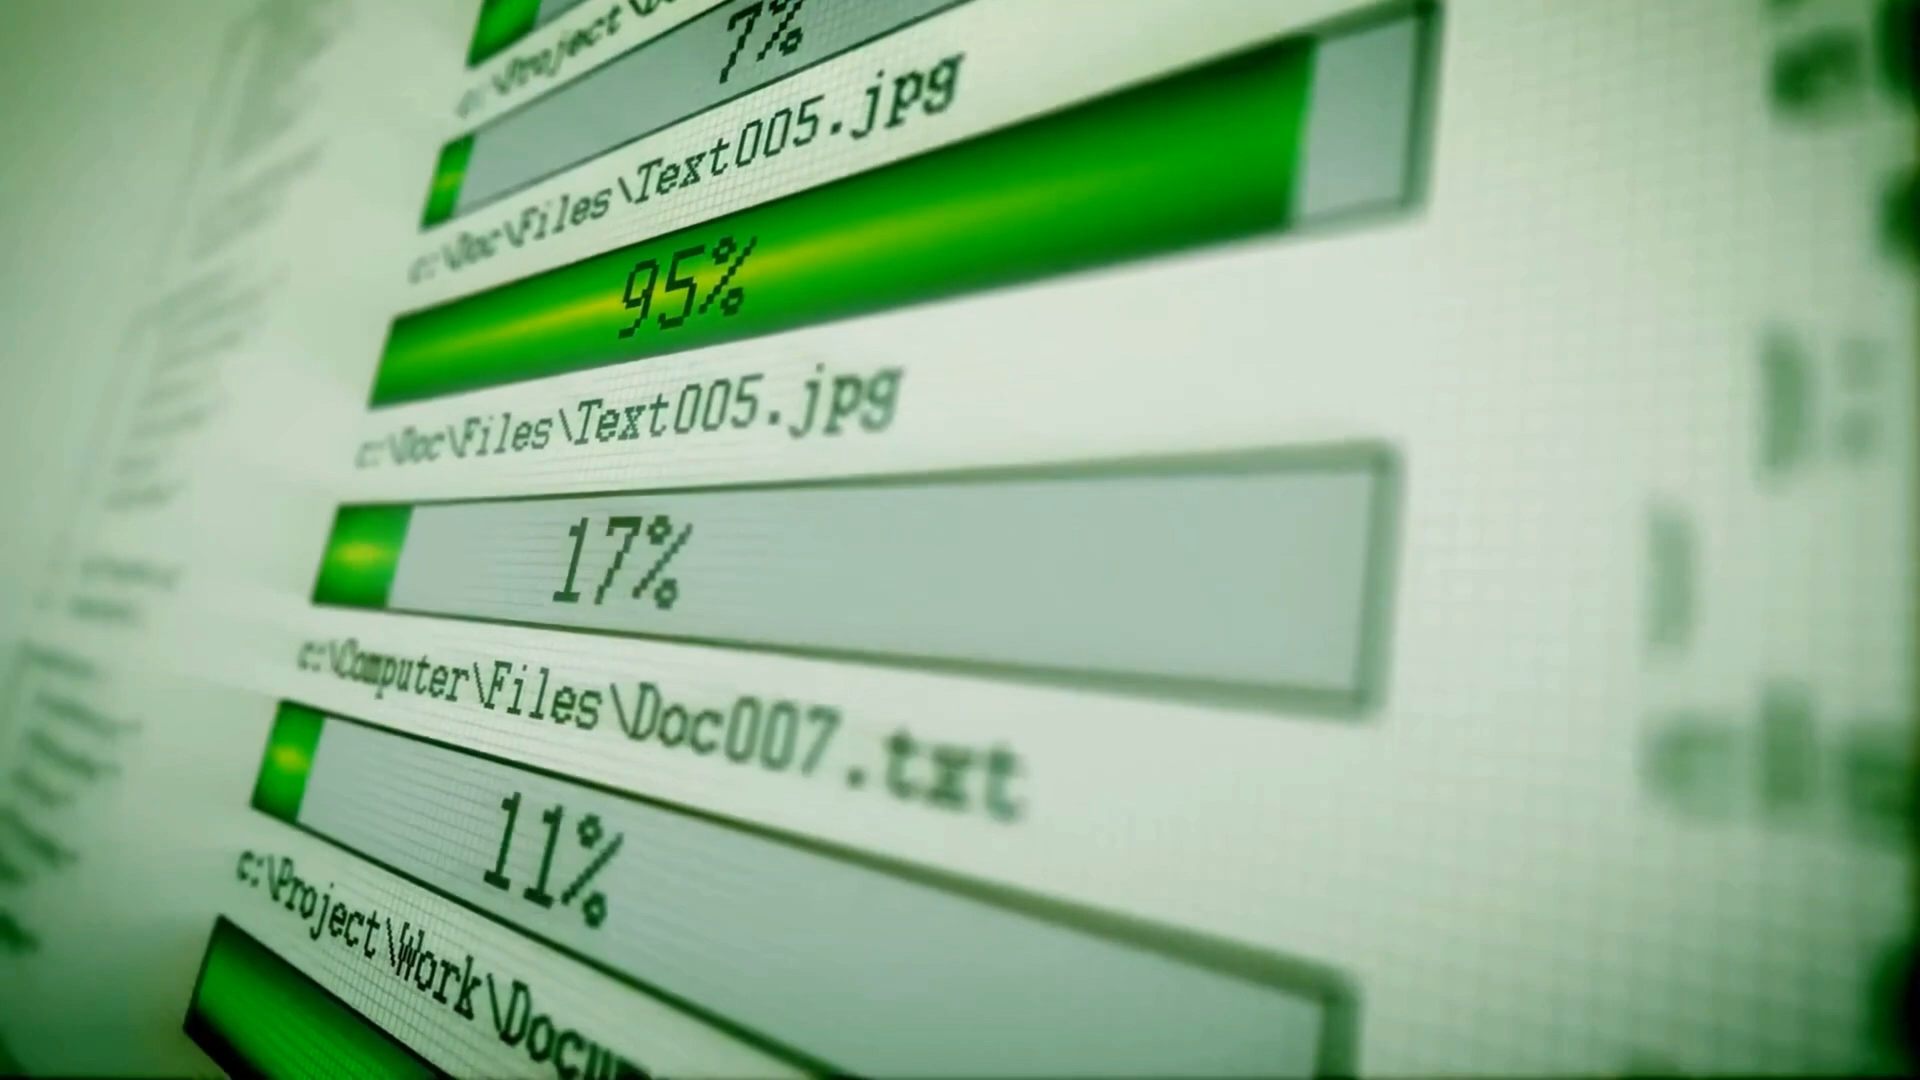 c:\Project\
7%
c:\Doc\Files\Text005.jpg
95%
c:\Doc\Files\Text005.jpg
17%
c:\Computer\Files\Doc007.txt
11%
c:\Project\Work\Docum